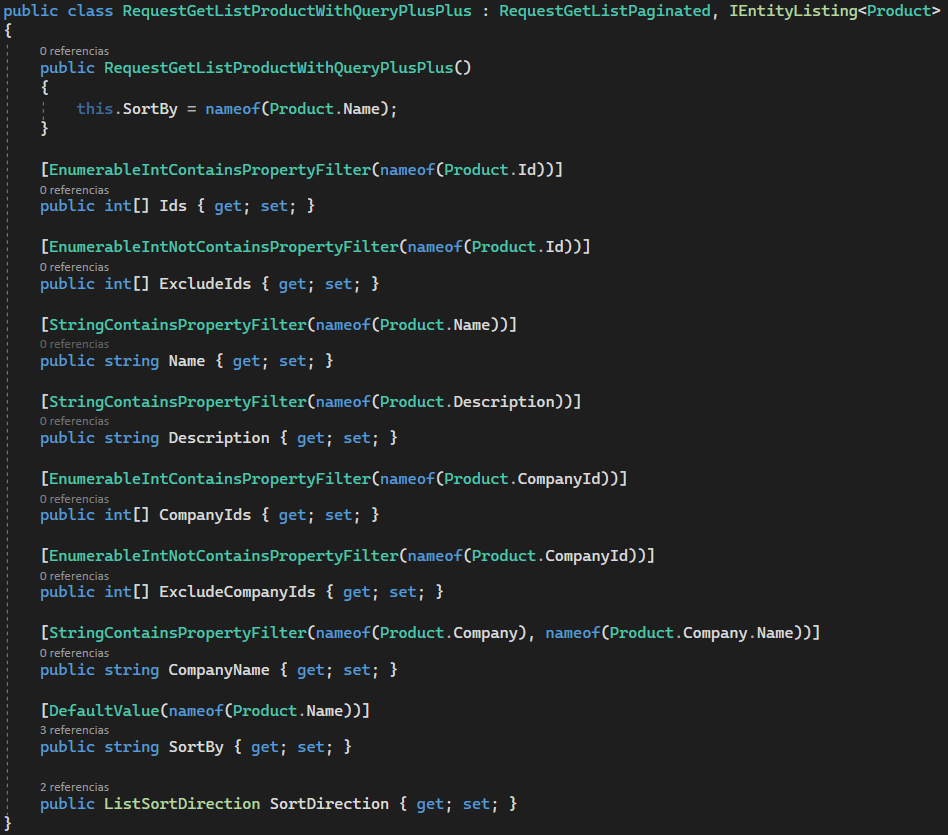 public class RequestGetListProductWithQueryPlusPlus : RequestGetListPaginated, IEntityListing<Product>
{
0 referencias
public RequestGetListProductWithQueryPlusPlus()
{
this.SortBy = nameof(Product.Name);
}
[EnumerableIntContainsPropertyFilter(nameof(Product.Id))]
0 referencias
public int[] Ids { get; set; }
[EnumerableIntNotContainsPropertyFilter(nameof(Product.Id))]
0 referencias
public int[] ExcludeIds { get; set; }
[StringContainsPropertyFilter(nameof(Product.Name))]
0 referencias
public string Name { get; set; }
[StringContainsPropertyFilter(nameof(Product.Description))]
0 referencias
public string Description { get; set; }
[EnumerableIntContainsPropertyFilter(nameof(Product.CompanyId))]
0 referencias
public int[] CompanyIds { get; set; }
[EnumerableIntNotContainsPropertyFilter(nameof(Product.CompanyId))]
0 referencias
public int[] ExcludeCompanyIds { get; set; }
[StringContainsPropertyFilter(nameof(Product.Company), nameof(Product.Company.Name))]
0 referencias
public string CompanyName { get; set; }
[DefaultValue(nameof(Product.Name))]
3 referencias
public string SortBy { get; set; }
2 referencias
public ListSortDirection SortDirection { get; set; }
}